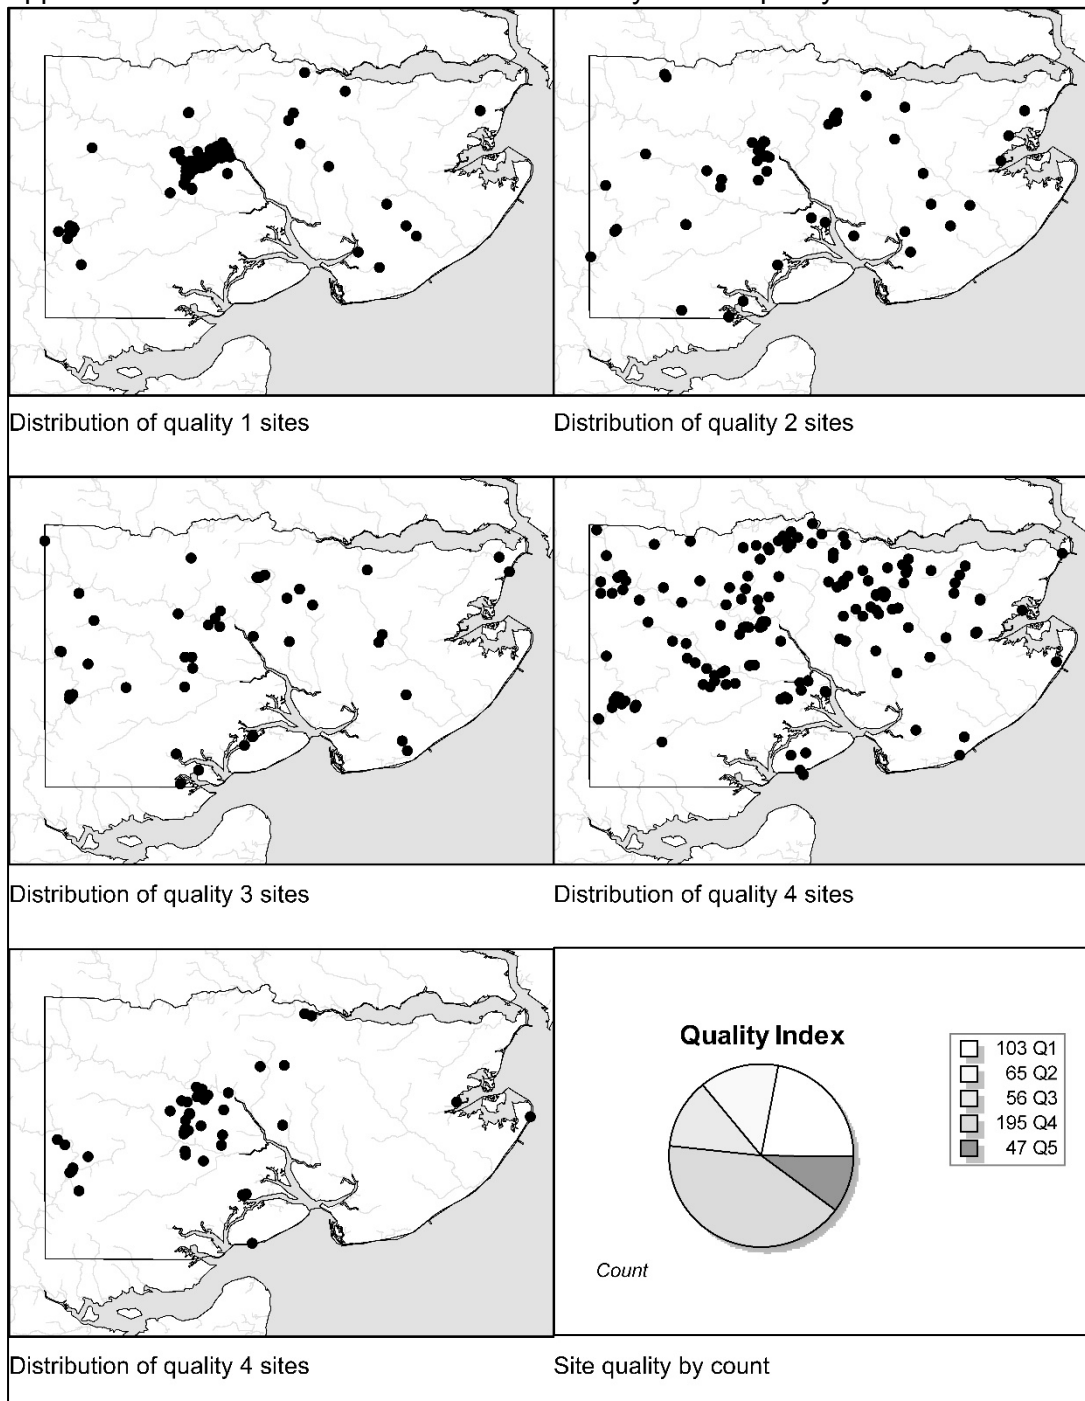 Distribution of quality 1 sites
Distribution of quality 2 sites
Distribution of quality 3 sites
Distribution of quality 4 sites
Distribution of quality 4 sites
Quality Index
103 Q1
65 Q2
56 Q3
195 Q4
47 Q5
Count
Site quality by count